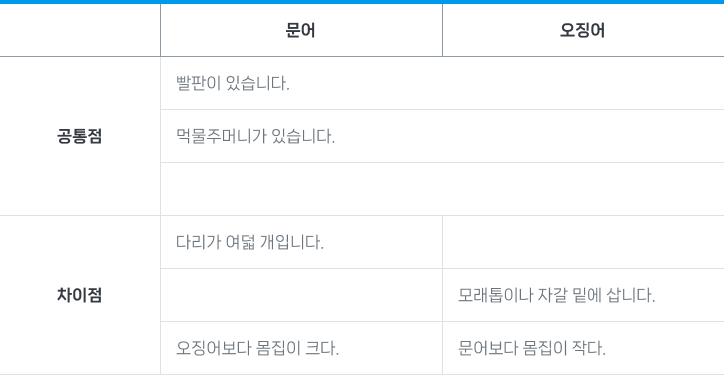 문어 오징어
빨판이 있습니다.
공통점 먹물주머니가 있습니다.
다리가 여덟 개입니다.
차이점 모래톱이나 자갈 밑에 삽니다.
오징어보다 몸집이 크다. 문어보다 몸집이 작다.